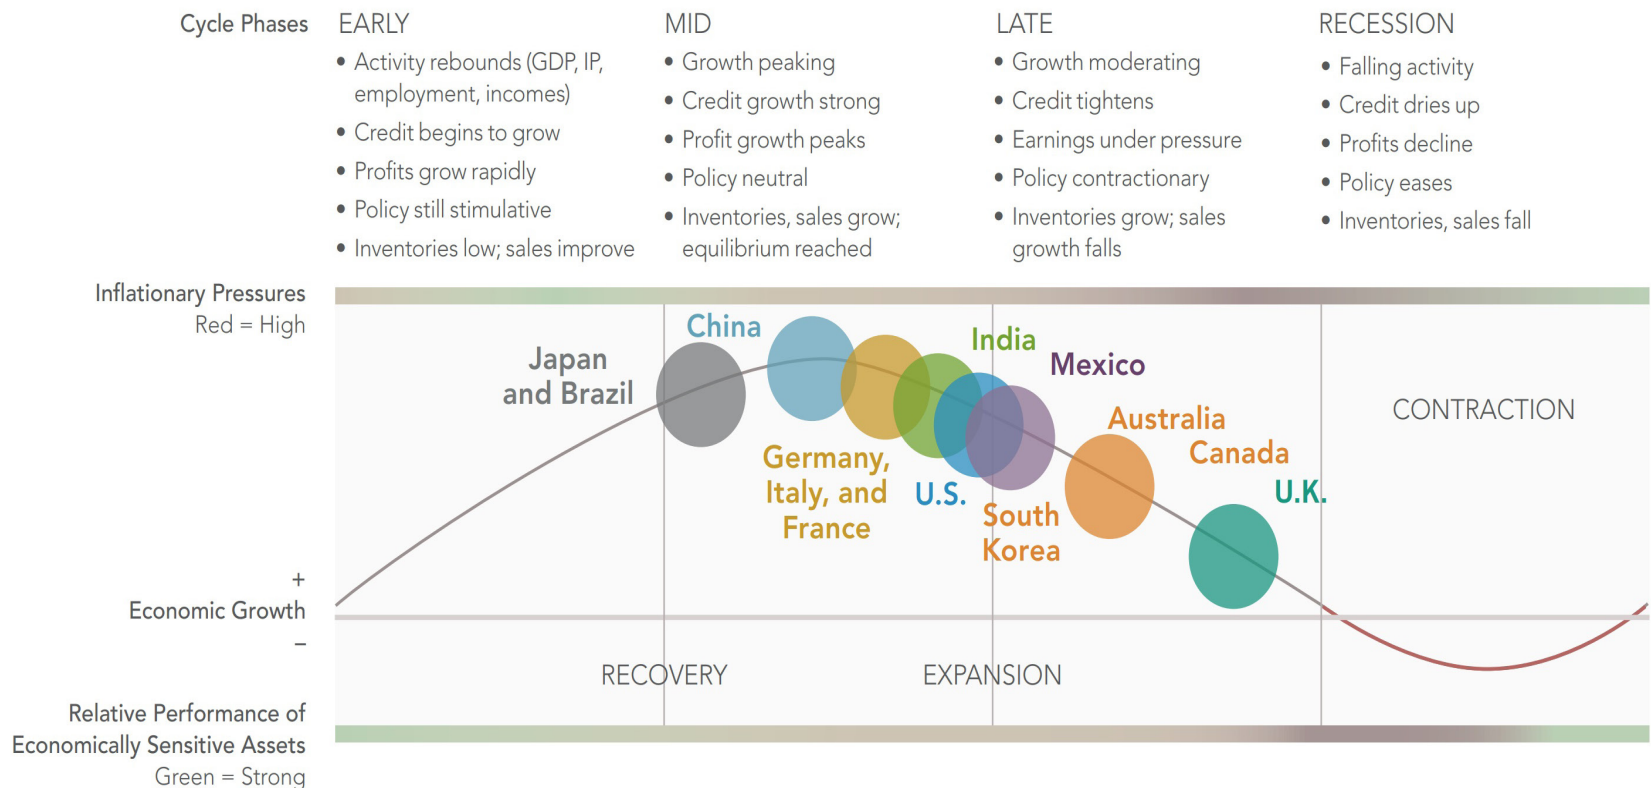 Cycle Phases
EARLY
• Activity rebounds (GDP, IP,
employment, incomes)
• Credit begins to grow
• Profits grow rapidly
• Policy still stimulative
• Inventories low; sales improve
MID
• Growth peaking
• Credit growth strong
• Profit growth peaks
• Policy neutral
• Inventories, sales grow;
equilibrium reached
LATE
• Growth moderating
• Credit tightens
• Earnings under pressure
• Policy contractionary
• Inventories grow; sales
growth falls
RECESSION
• Falling activity
• Credit dries up
• Profits decline
• Policy eases
• Inventories, sales fall
Inflationary Pressures
Red = High
Japan
and Brazil
China
Germany,
Italy, and
France
India
U.S.
Mexico
South
Korea
Australia
Canada
U.K.
CONTRACTION
+
Economic Growth
–
RECOVERY
EXPANSION
Relative Performance of
Economically Sensitive Assets
Green = Strong